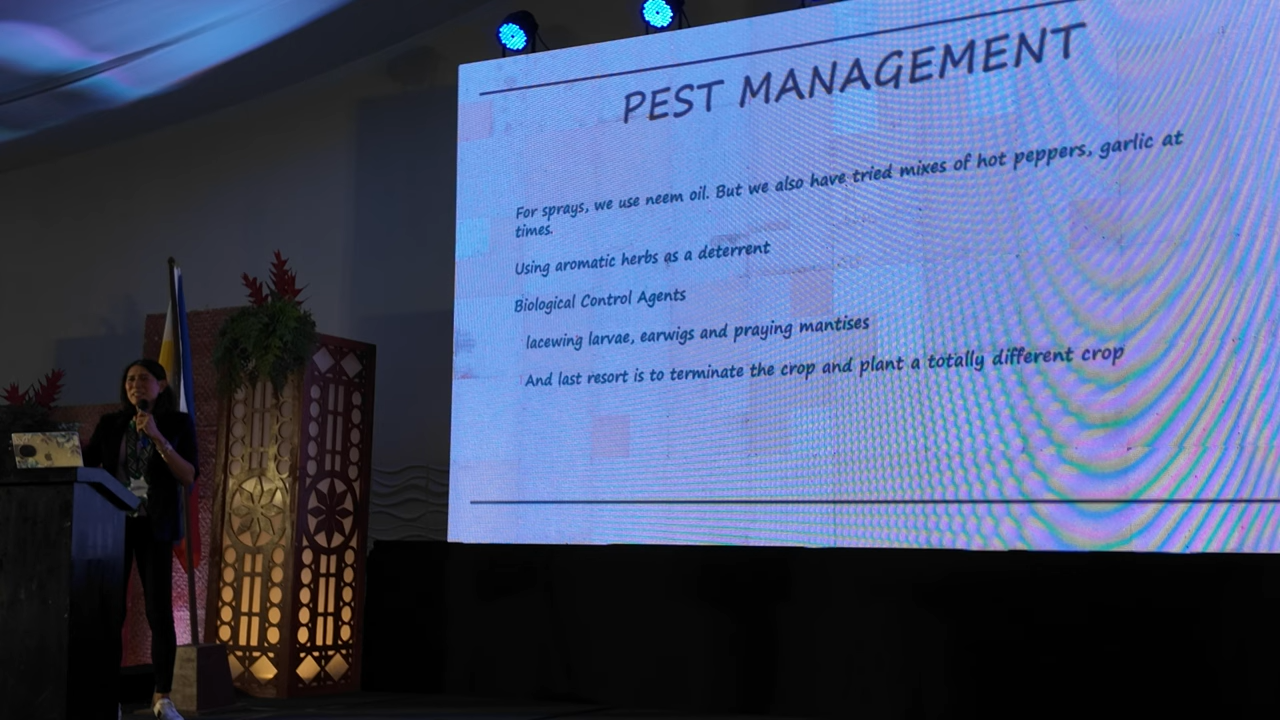 PEST MANAGEMENT
For sprays, we use neem oil. But we also have tried mixes of hot peppers, garlic at
times.
Using aromatic herbs as a deterrent
Biological Control Agents
lacewing larvae, earwigs and praying mantises
And last resort is to terminate the crop and plant a totally different crop